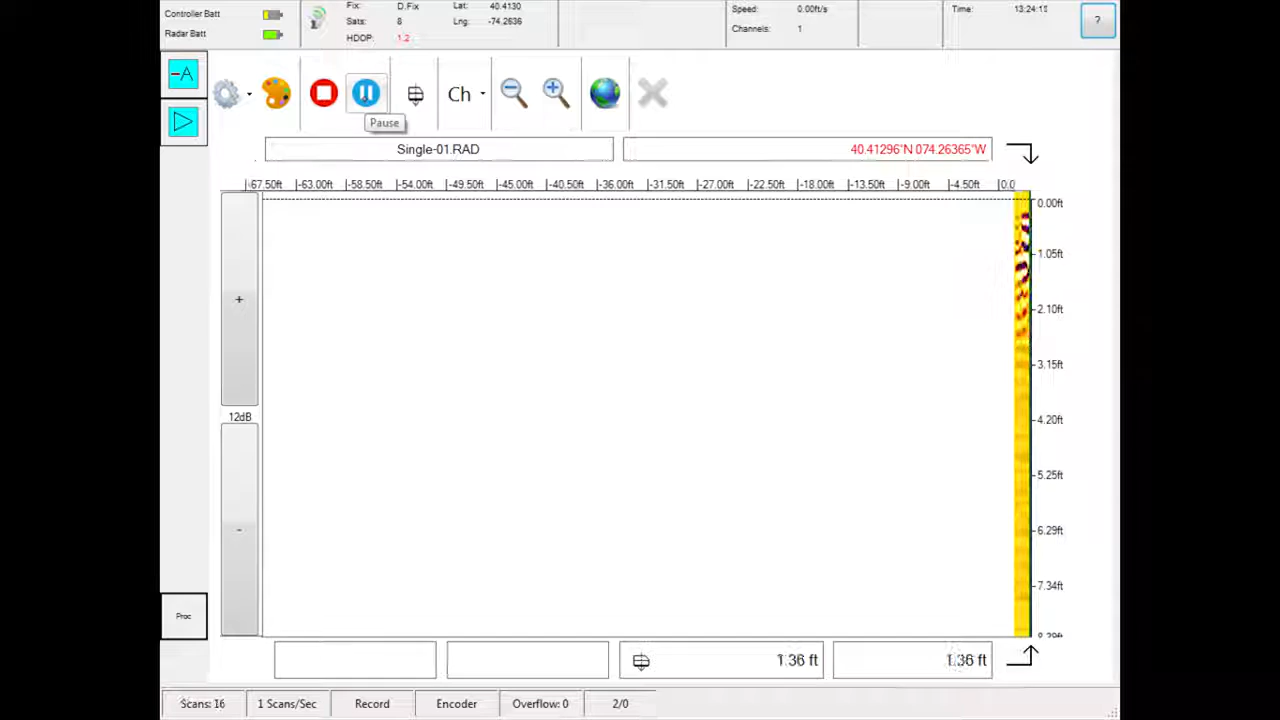 Controller Batt
Radar Batt
Fix: D.Fix
Sats: 8
HDOP: 1.2
Lat: 40.4130
Lng: -74.2636
Speed: 0.00ft/s
Channels: 1
Time: 13:24:15
?
-A
Ch
Pause
Single-01.RAD
40.41296°N 074.26365°W
|-67.50ft |-63.00ft |-58.50ft |-54.00ft |-49.50ft |-45.00ft |-40.50ft |-36.00ft |-31.50ft |-27.00ft |-22.50ft |-18.00ft |-13.50ft |-9.00ft |-4.50ft |0.0
0.00ft
1.05ft
2.10ft
3.15ft
4.20ft
5.25ft
6.29ft
7.34ft
8.39ft
+
12dB
-
Proc
1.36 ft
1.36 ft
Scans: 16
1 Scans/Sec
Record
Encoder
Overflow: 0
2/0